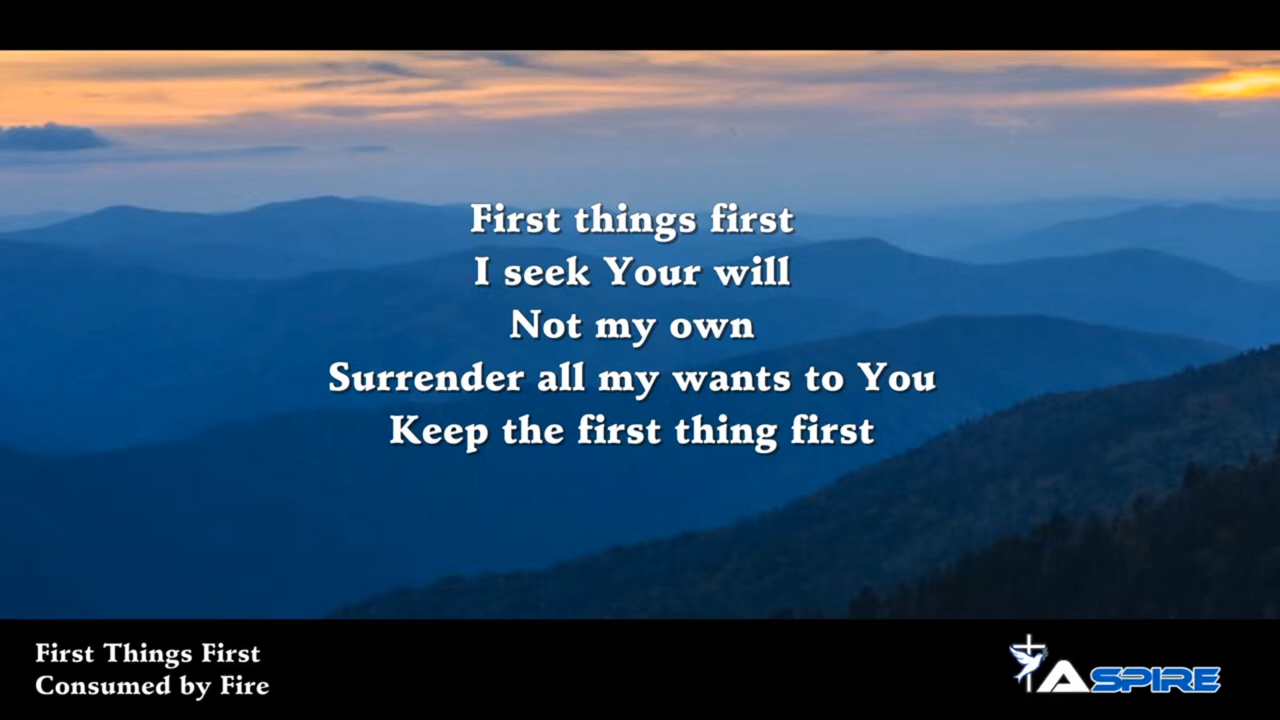 First things first
I seek Your will
Not my own
Surrender all my wants to You
Keep the first thing first
First Things First
Consumed by Fire
ASPIRE